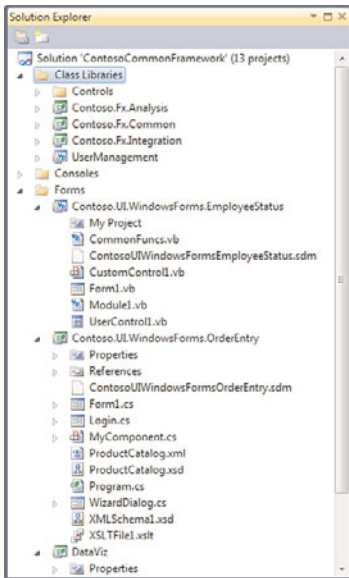 Solution Explorer
Solution 'ContosoCommonFramework' (13 projects)
Class Libraries
Controls
Contoso.Fx.Analysis
Contoso.Fx.Common
Contoso.Fx.Integration
UserManagement
Consoles
Forms
Contoso.UI.WindowsForms.EmployeeStatus
My Project
CommonFuncs.vb
ContosoUIWindowsFormsEmployeeStatus.sdm
CustomControl1.vb
Form1.vb
Module1.vb
UserControl1.vb
Contoso.UI.WindowsForms.OrderEntry
Properties
References
ContosoUIWindowsFormsOrderEntry.sdm
Form1.cs
Login.cs
MyComponent.cs
ProductCatalog.xml
ProductCatalog.xsd
Program.cs
WizardDialog.cs
XMLSchema1.xsd
XSLTFile1.xslt
DataViz
Properties